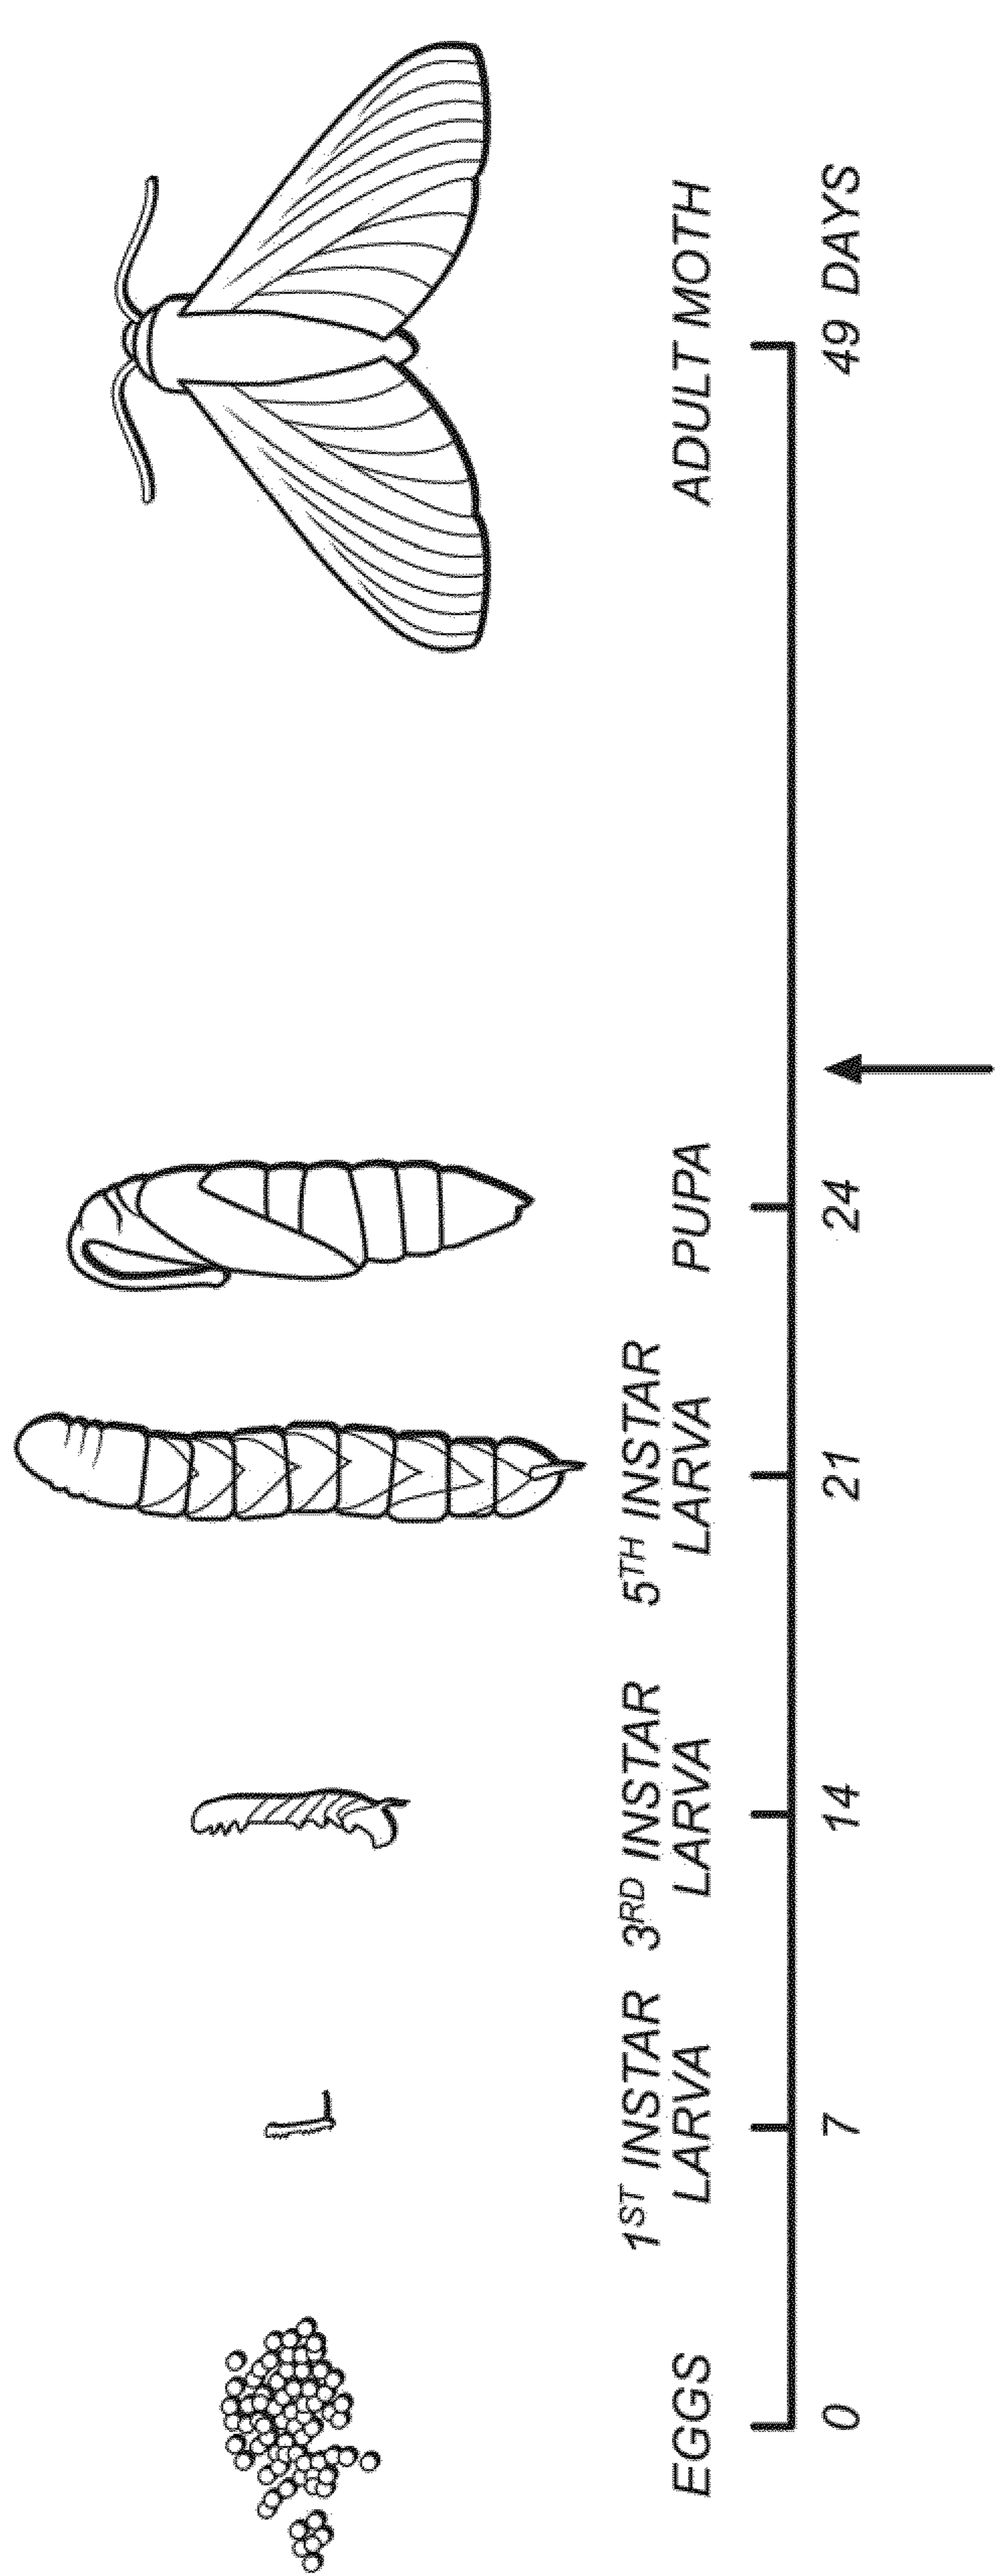 EGGS
1ST INSTAR
LARVA
3RD INSTAR
LARVA
5TH INSTAR
LARVA
PUPA
ADULT MOTH
0
7
14
21
24
49 DAYS